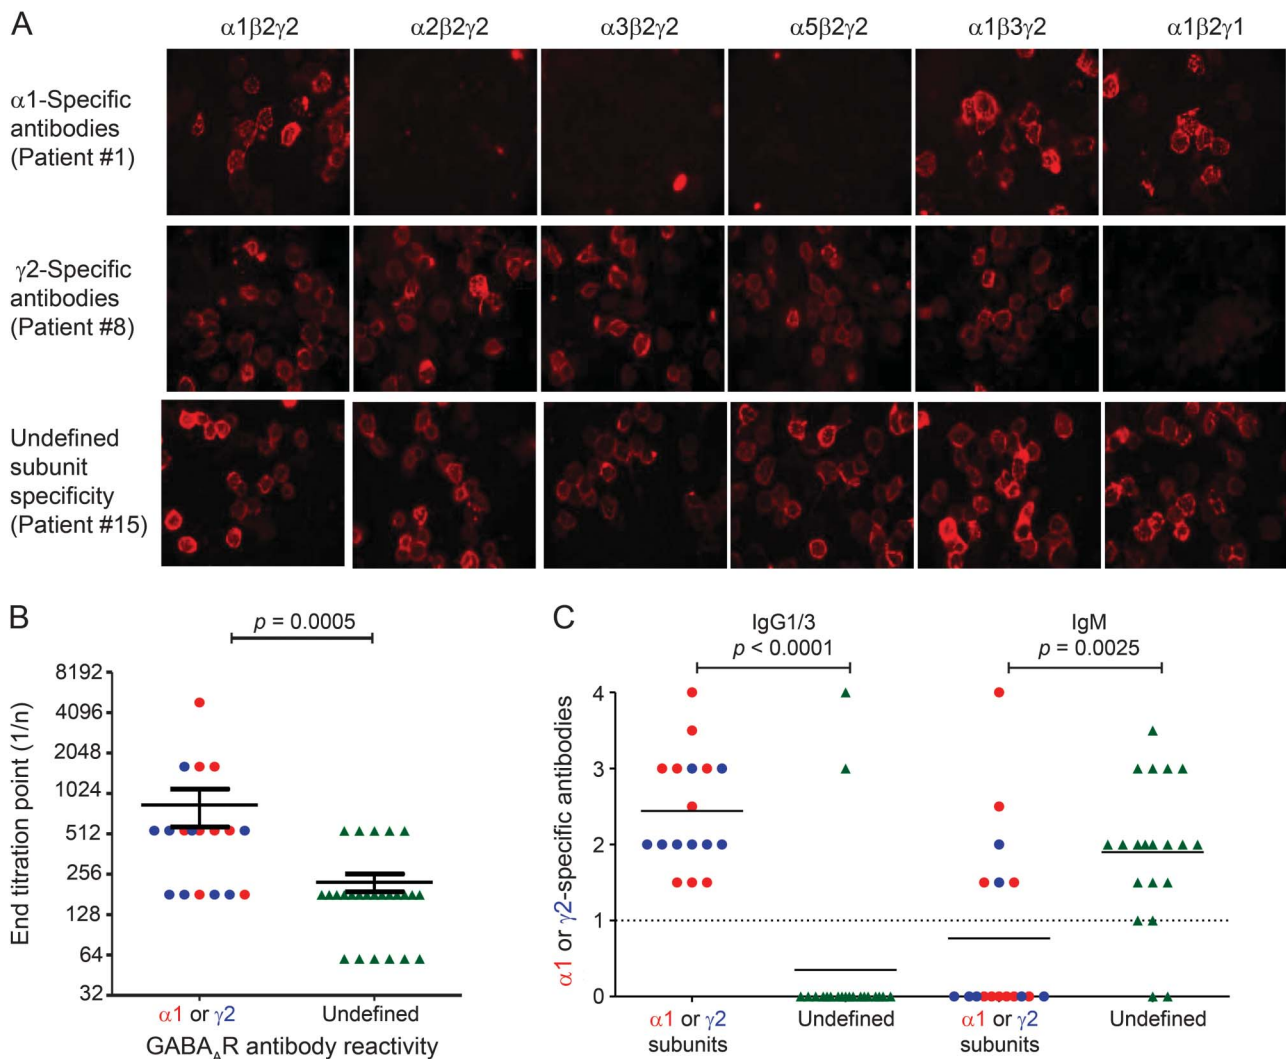 A
α1β2γ2 α2β2γ2 α3β2γ2 α5β2γ2 α1β3γ2 α1β2γ1
α1-Specific
antibodies
(Patient #1)
γ2-Specific
antibodies
(Patient #8)
Undefined
subunit
specificity
(Patient #15)
B
p = 0.0005
End titration point (1/n)
8192
4096
2048
1024
512
256
128
64
32
α1 or γ2 Undefined
GABAAR antibody reactivity
C
IgG1/3 IgM
p < 0.0001 p = 0.0025
α1 or γ2-specific antibodies
4
3
2
1
0
α1 or γ2 Undefined α1 or γ2 Undefined
subunits subunits